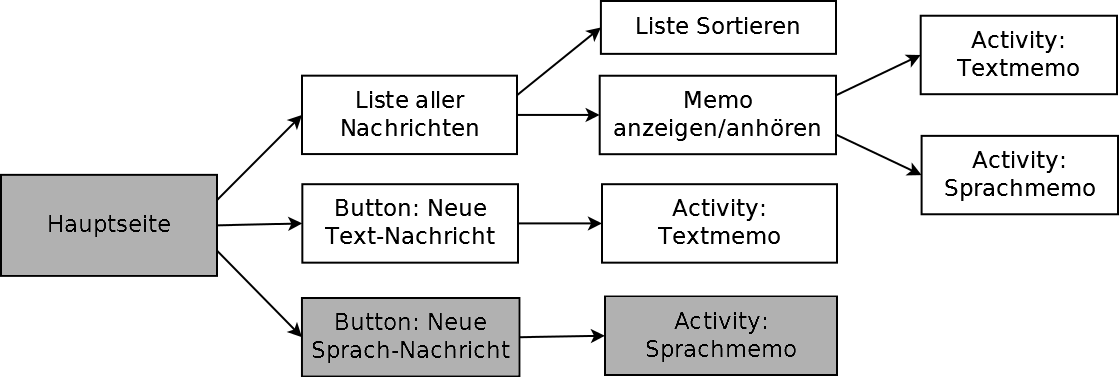 Liste Sortieren
Activity:
Textmemo
Liste aller
Nachrichten
Memo
anzeigen/anhören
Activity:
Sprachmemo
Hauptseite
Button: Neue
Text-Nachricht
Activity:
Textmemo
Button: Neue
Sprach-Nachricht
Activity:
Sprachmemo